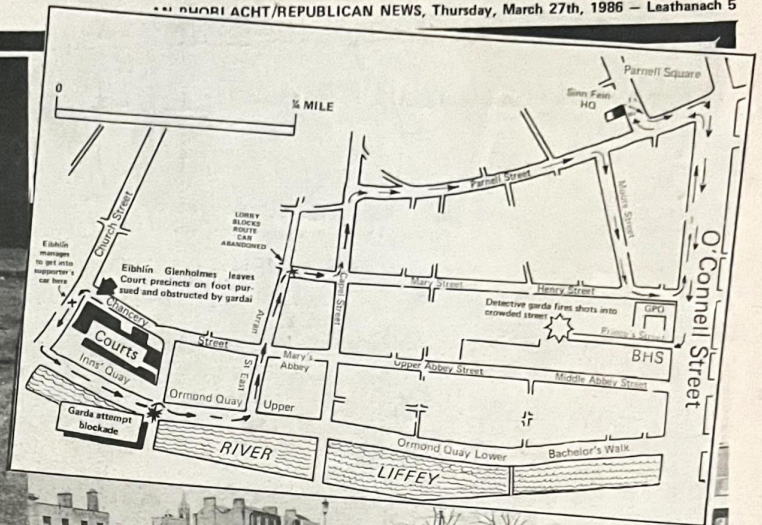 AN PHOBLACHT/REPUBLICAN NEWS, Thursday, March 27th, 1986 — Leathanach 5
0
¼ MILE
Parnell Square
Sinn Fein
HQ
Parnell Street
Moore Street
O'Connell Street
Church Street
LORRY
BLOCKS
ROUTE
CAR
ABANDONED
Eibhlín
manages
to get into
supporter's
car here
Eibhlín Glenholmes leaves
Court precincts on foot pur-
sued and obstructed by gardai
Capel Street
Mary Street
Henry Street
Detective garda fires shots into
crowded street
GPO
Prince's Street
BHS
Chancery
Street
Courts
Inns' Quay
Arran
St East
Mary's
Abbey
Upper Abbey Street
Middle Abbey Street
Ormond Quay
Upper
Garda attempt
blockade
RIVER
LIFFEY
Ormond Quay Lower
Bachelor's Walk